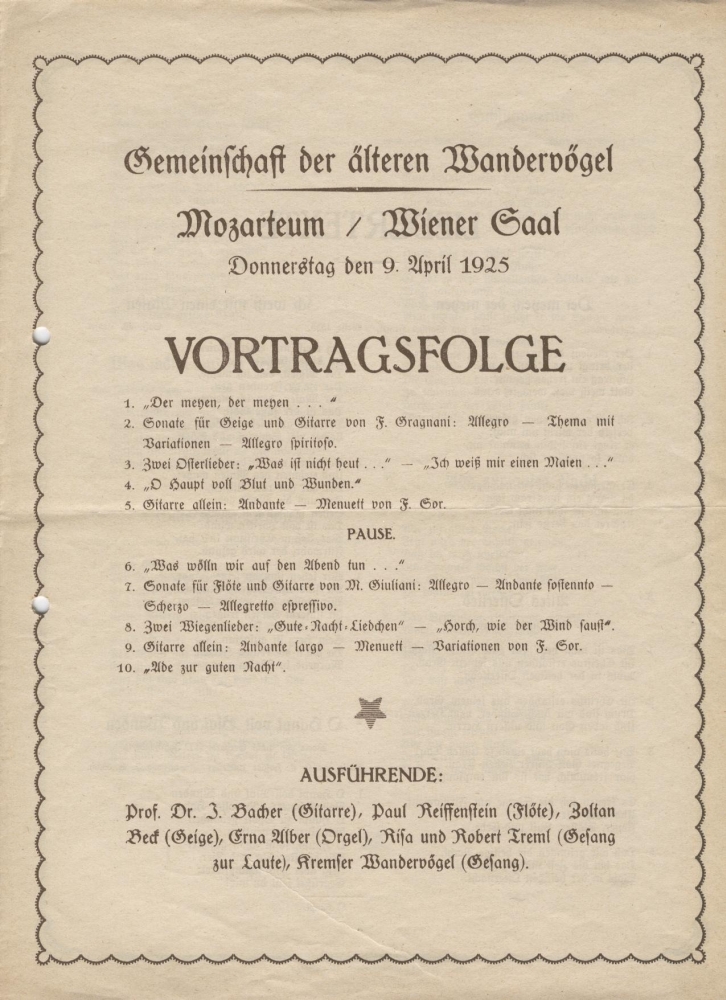 Gemeinschaft der älteren Wandervögel
Mozarteum / Wiener Saal
Donnerstag den 9. April 1925
VORTRAGSFOLGE
1. „Der meyen, der meyen . . . “
2. Sonate für Geige und Gitarre von F. Gragnani: Allegro — Thema mit
Variationen — Allegro spiritoso.
3. Zwei Osterlieder: „Was ist nicht heut . . .“ — „Ich weiß mir einen Maien . . .“
4. „O Haupt voll Blut und Wunden.“
5. Gitarre allein: Andante — Menuett von F. Sor.
PAUSE.
6. „Was wölln wir auf den Abend tun . . .“
7. Sonate für Flöte und Gitarre von M. Giuliani: Allegro — Andante sostennto —
Scherzo — Allegretto espressivo.
8. Zwei Wiegenlieder: „Gute-Nacht-Liedchen“ — „Horch, wie der Wind saust“.
9. Gitarre allein: Andante largo — Menuett — Variationen von F. Sor.
10. „Ade zur guten Nacht“.
AUSFÜHRENDE:
Prof. Dr. J. Bacher (Gitarre), Paul Reiffenstein (Flöte), Zoltan
Beck (Geige), Erna Alber (Orgel), Risa und Robert Treml (Gesang
zur Laute), Kremser Wandervögel (Gesang).